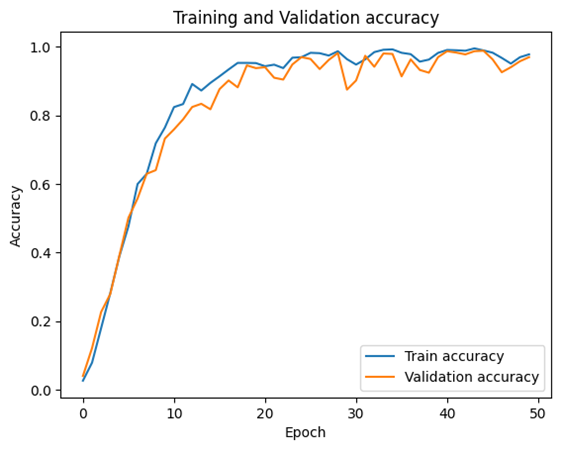 Training and Validation accuracy
1.0
0.8
0.6
0.4
0.2
0.0
Accuracy
0
10
20
30
40
50
Epoch
Train accuracy
Validation accuracy